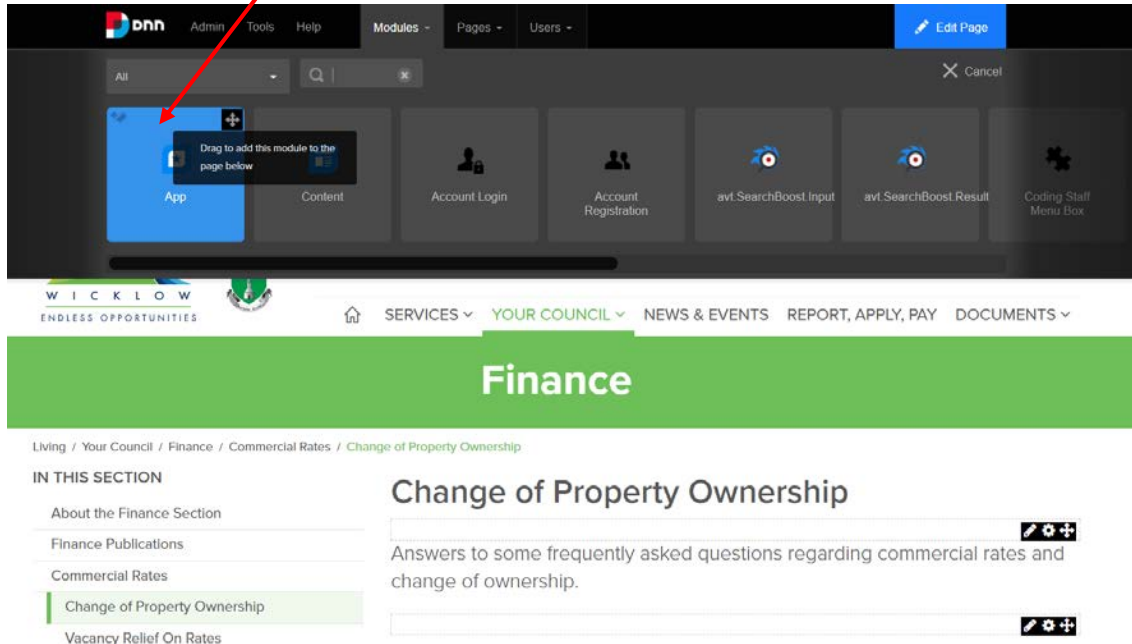 DNN Admin Tools Help Modules Pages Users Edit Page
All Cancel
Drag to add this module to the
page below
App Content Account Login Account
Registration avt.SearchBoost.Input avt.SearchBoost.Result Coding Staff
Menu Box
WICKLOW
ENDLESS OPPORTUNITIES
SERVICES YOUR COUNCIL NEWS & EVENTS REPORT, APPLY, PAY DOCUMENTS
Finance
Living / Your Council / Finance / Commercial Rates / Change of Property Ownership
IN THIS SECTION
Change of Property Ownership
About the Finance Section
Finance Publications
Answers to some frequently asked questions regarding commercial rates and
change of ownership.
Commercial Rates
Change of Property Ownership
Vacancy Relief On Rates